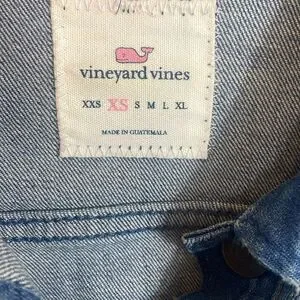 vineyard vines
XXS XS S M L XL
MADE IN GUATEMALA